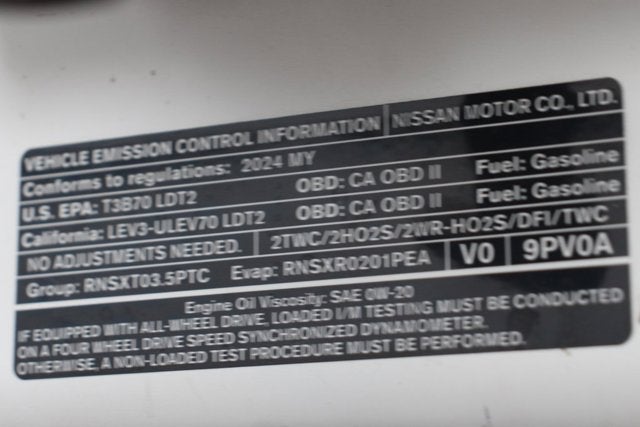 VEHICLE EMISSION CONTROL INFORMATION NISSAN MOTOR CO., LTD.
Conforms to regulations: 2024 MY
U.S. EPA: T3B70 LDT2 OBD: CA OBD II Fuel: Gasoline
California: LEV3-ULEV70 LDT2 OBD: CA OBD II Fuel: Gasoline
NO ADJUSTMENTS NEEDED. 2TWC/2HO2S/2WR-HO2S/DFI/TWC
Group: RNSXT03.5PTC Evap: RNSXR0201PEA V0 9PV0A
Engine Oil Viscosity: SAE 0W-20
IF EQUIPPED WITH ALL-WHEEL DRIVE, LOADED I/M TESTING MUST BE CONDUCTED
ON A FOUR WHEEL DRIVE SPEED SYNCHRONIZED DYNAMOMETER.
OTHERWISE, A NON-LOADED TEST PROCEDURE MUST BE PERFORMED.